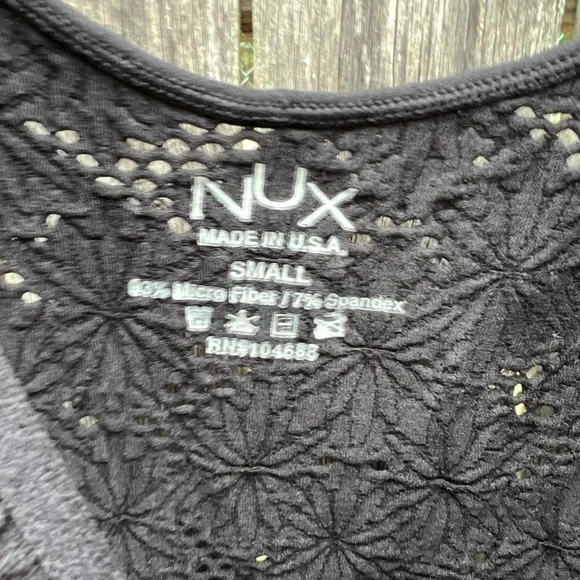 NUX
MADE IN U.S.A.
SMALL
93% Micro Fiber / 7% Spandex
RN#104688